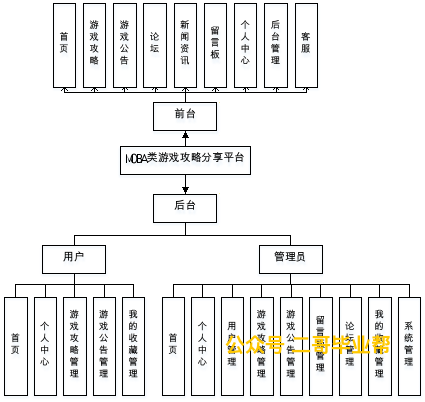 首页
游戏攻略
游戏公告
论坛
新闻资讯
留言板
个人中心
后台管理
客服
前台
MOBA类游戏攻略分享平台
后台
用户
管理员
首页
个人中心
游戏攻略管理
游戏公告管理
我的收藏管理
首页
个人中心
用户管理
游戏攻略管理
游戏公告管理
留言板管理
论坛管理
我的收藏管理
系统管理
公众号 二哥毕业帮